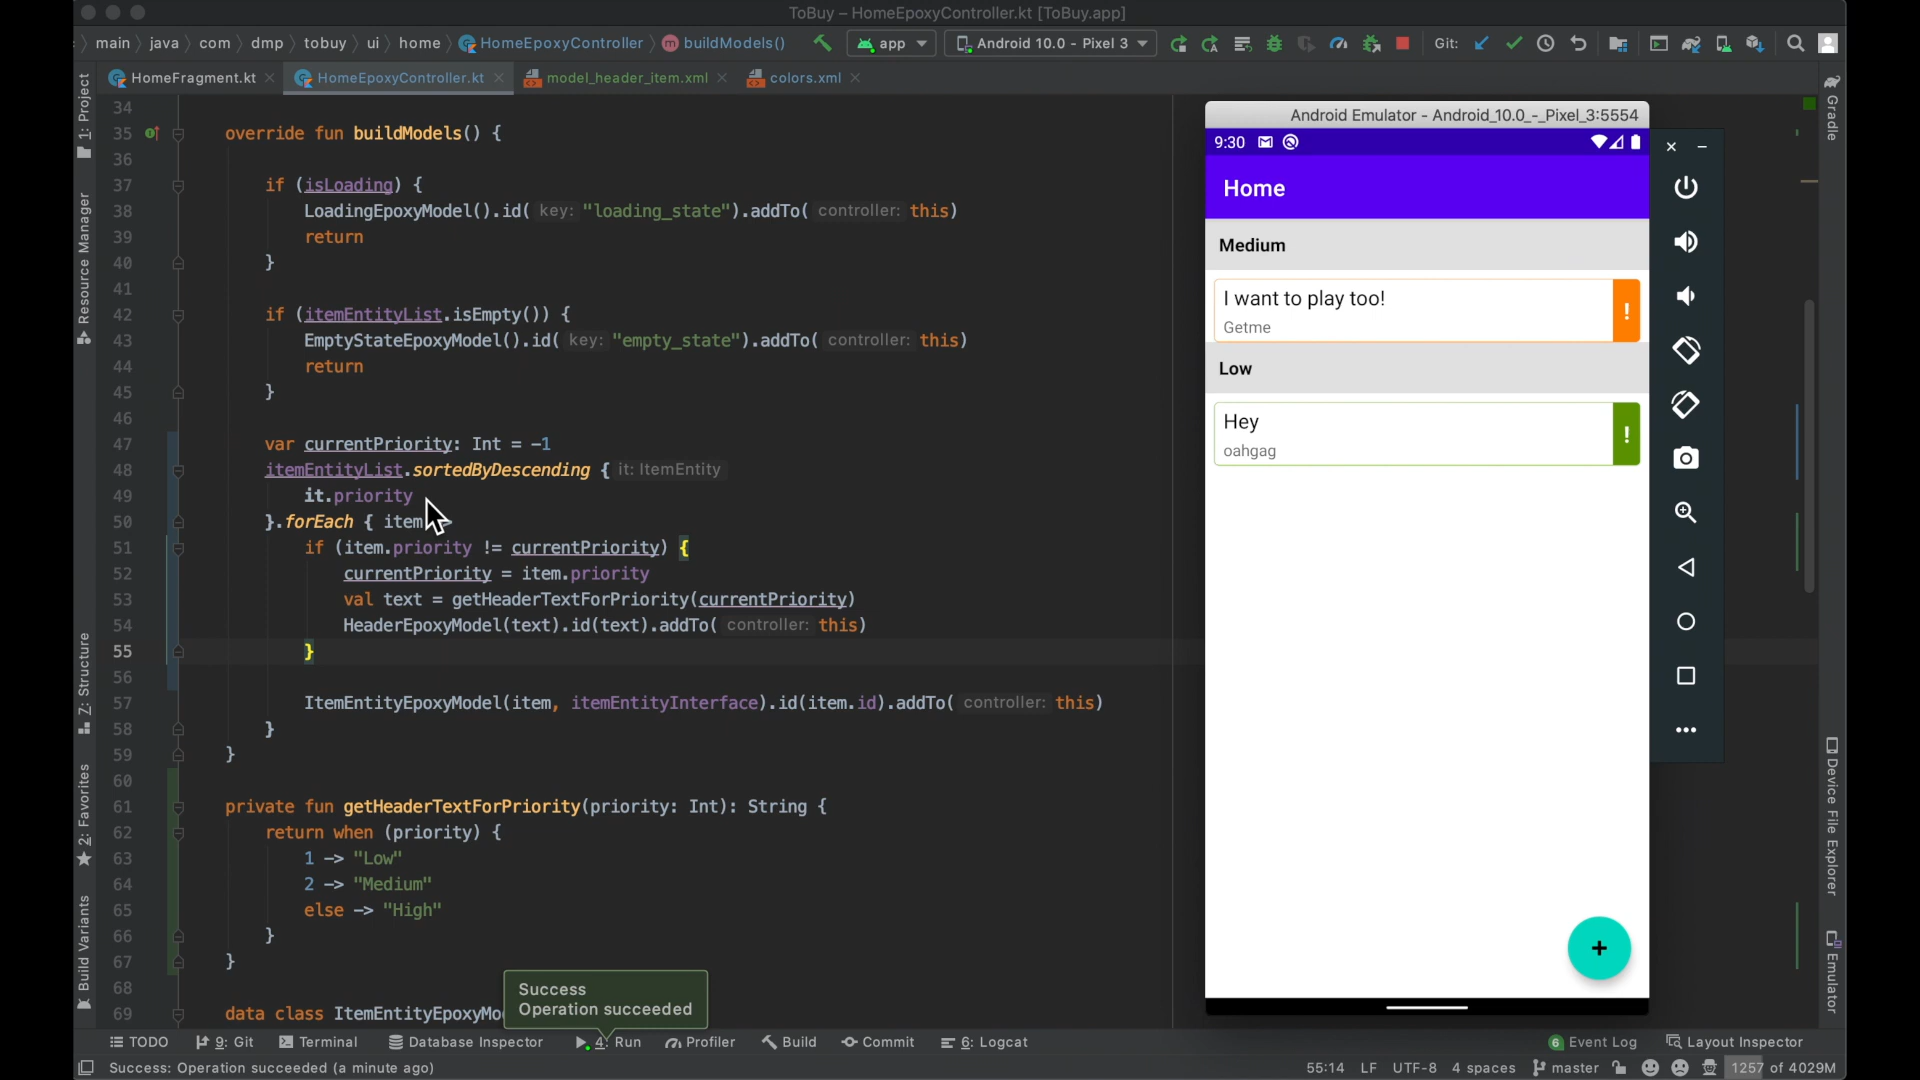 ToBuy – HomeEpoxyController.kt [ToBuy.app]
main java com dmp tobuy ui home HomeEpoxyController buildModels()
app Android 10.0 - Pixel 3 Git:
HomeFragment.kt HomeEpoxyController.kt model_header_item.xml colors.xml
1: Project
Resource Manager
Z: Structure
2: Favorites
Build Variants
34
35 override fun buildModels() {
36
37 if (isLoading) {
38 LoadingEpoxyModel().id( key: "loading_state").addTo( controller: this)
39 return
40 }
41
42 if (itemEntityList.isEmpty()) {
43 EmptyStateEpoxyModel().id( key: "empty_state").addTo( controller: this)
44 return
45 }
46
47 var currentPriority: Int = -1
48 itemEntityList.sortedByDescending { it: ItemEntity
49 it.priority
50 }.forEach { item
51 if (item.priority != currentPriority) {
52 currentPriority = item.priority
53 val text = getHeaderTextForPriority(currentPriority)
54 HeaderEpoxyModel(text).id(text).addTo( controller: this)
55 }
56
57 ItemEntityEpoxyModel(item, itemEntityInterface).id(item.id).addTo( controller: this)
58 }
59 }
60
61 private fun getHeaderTextForPriority(priority: Int): String {
62 return when (priority) {
63 1 -> "Low"
64 2 -> "Medium"
65 else -> "High"
66 }
67 }
68
69 data class ItemEntityEpoxyMo
Success
Operation succeeded
Android Emulator - Android_10.0_-_Pixel_3:5554
9:30
Home
Medium
I want to play too!
Getme
!
Low
Hey
oahgag
!
+
Gradle
Device File Explorer
Emulator
TODO 9: Git Terminal Database Inspector 4: Run Profiler Build Commit 6: Logcat 6 Event Log Layout Inspector
Success: Operation succeeded (a minute ago) 55:14 LF UTF-8 4 spaces master 1257 of 4029M